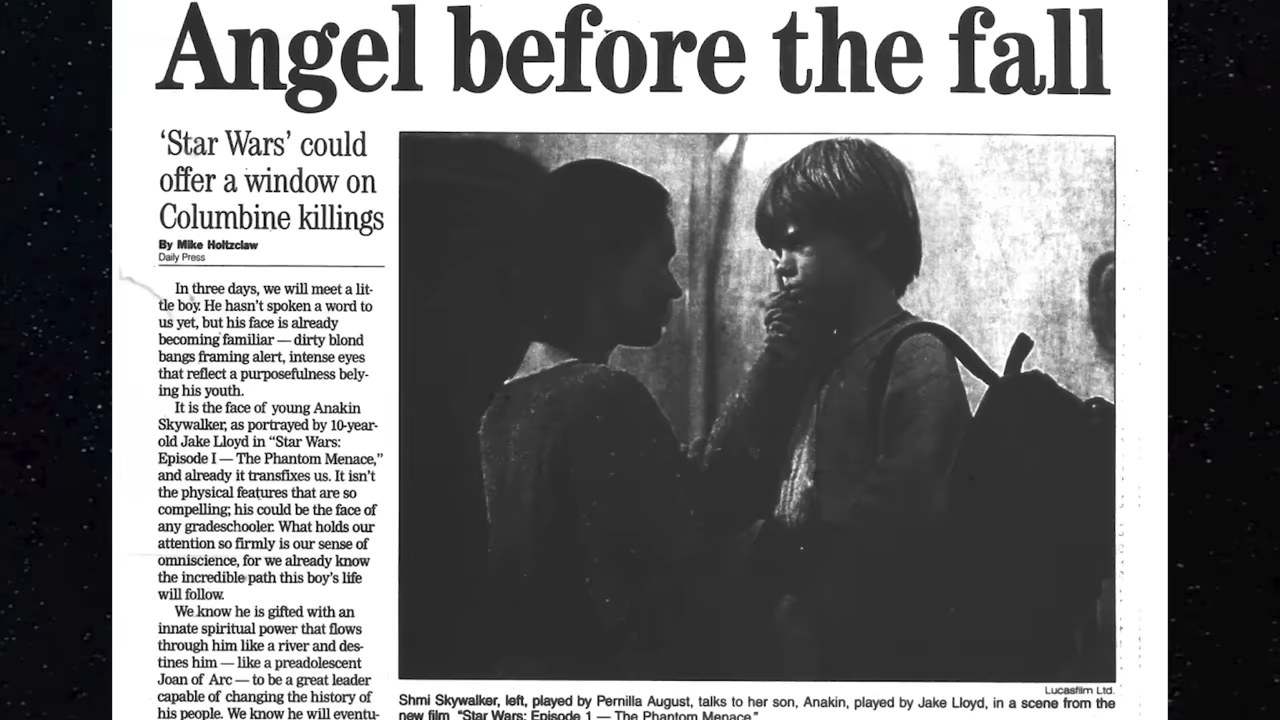 Angel before the fall
‘Star Wars’ could
offer a window on
Columbine killings
By Mike Holtzclaw
Daily Press
In three days, we will meet a lit-
tle boy. He hasn’t spoken a word to
us yet, but his face is already
becoming familiar — dirty blond
bangs framing alert, intense eyes
that reflect a purposefulness bely-
ing his youth.
It is the face of young Anakin
Skywalker, as portrayed by 10-year-
old Jake Lloyd in “Star Wars:
Episode I — The Phantom Menace,”
and already it transfixes us. It isn’t
the physical features that are so
compelling; his could be the face of
any gradeschooler. What holds our
attention so firmly is our sense of
omniscience, for we already know
the incredible path this boy’s life
will follow.
We know he is gifted with an
innate spiritual power that flows
through him like a river and des-
tines him — like a preadolescent
Joan of Arc — to be a great leader
capable of changing the history of
his people. We know he will eventu-
Lucasfilm Ltd.
Shmi Skywalker, left, played by Pernilla August, talks to her son, Anakin, played by Jake Lloyd, in a scene from the
new film “Star Wars: Episode 1 — The Phantom Menace.”